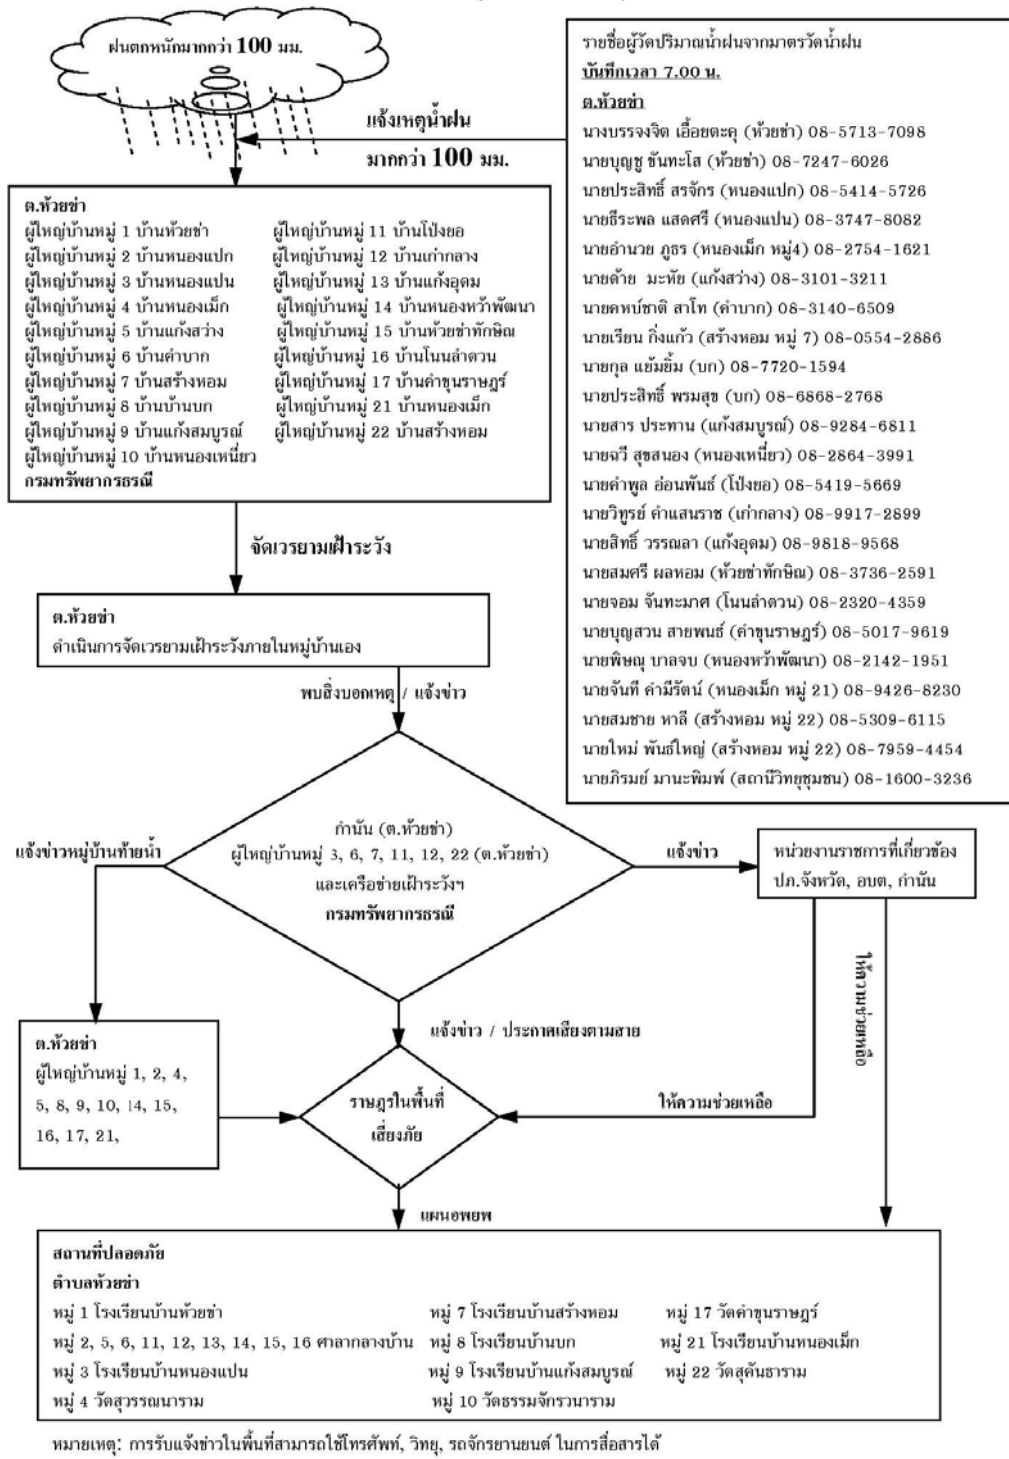 ฝนตกหนักมากกว่า 100 มม.
แจ้งเหตุน้ำฝน
มากกว่า 100 มม.
รายชื่อผู้วัดปริมาณน้ำฝนจากมาตรวัดน้ำฝน
บันทึกเวลา 7.00 น.
ต.ห้วยข่า
นางบรรจงจิต เอื้อยตะคุ (ห้วยข่า) 08-5713-7098
นายบุญชู ขันทะโส (ห้วยข่า) 08-7247-6026
นายประสิทธิ์ สรจักร (หนองแปก) 08-5414-5726
นายธีระพล แสดศรี (หนองแปน) 08-3747-8082
นายอำนวย ภูธร (หนองเม็ก หมู่4) 08-2754-1621
นายด้าย มะหัย (แก้งสว่าง) 08-3101-3211
นายคหบ์ชาติ สาโท (คำบาก) 08-3140-6509
นายเรียน กิ่งแก้ว (สร้างหอม หมู่ 7) 08-0554-2886
นายกุล แย้มยิ้ม (บก) 08-7720-1594
นายประสิทธิ์ พรมสุข (บก) 08-6868-2768
นายสาร ประทาน (แก้งสมบูรณ์) 08-9284-6811
นายฉวี สุขสนอง (หนองเหนี่ยว) 08-2864-3991
นายคำพูล อ่อนพันธ์ (โป่งยอ) 08-5419-5669
นายวิทูรย์ คำแสนราช (เก่ากลาง) 08-9917-2899
นายสิทธิ์ วรรณลา (แก้งอุดม) 08-9818-9568
นายสมศรี ผลหอม (ห้วยข่าทักษิณ) 08-3736-2591
นายจอม จันทะมาศ (โนนลำดวน) 08-2320-4359
นายบุญสวน สายพนธ์ (คำขุนราษฎร์) 08-5017-9619
นายพิษณุ บาลจบ (หนองหว้าพัฒนา) 08-2142-1951
นายจันที คำมีรัตน์ (หนองเม็ก หมู่ 21) 08-9426-8230
นายสมชาย หาลี (สร้างหอม หมู่ 22) 08-5309-6115
นายใหม่ พันธ์ใหญ่ (สร้างหอม หมู่ 22) 08-7959-4454
นายภิรมย์ มานะพิมพ์ (สถานีวิทยุชุมชน) 08-1600-3236
ต.ห้วยข่า
ผู้ใหญ่บ้านหมู่ 1 บ้านห้วยข่า ผู้ใหญ่บ้านหมู่ 11 บ้านโป่งยอ
ผู้ใหญ่บ้านหมู่ 2 บ้านหนองแปก ผู้ใหญ่บ้านหมู่ 12 บ้านเก่ากลาง
ผู้ใหญ่บ้านหมู่ 3 บ้านหนองแปน ผู้ใหญ่บ้านหมู่ 13 บ้านแก้งอุดม
ผู้ใหญ่บ้านหมู่ 4 บ้านหนองเม็ก ผู้ใหญ่บ้านหมู่ 14 บ้านหนองหว้าพัฒนา
ผู้ใหญ่บ้านหมู่ 5 บ้านแก้งสว่าง ผู้ใหญ่บ้านหมู่ 15 บ้านห้วยข่าทักษิณ
ผู้ใหญ่บ้านหมู่ 6 บ้านคำบาก ผู้ใหญ่บ้านหมู่ 16 บ้านโนนลำดวน
ผู้ใหญ่บ้านหมู่ 7 บ้านสร้างหอม ผู้ใหญ่บ้านหมู่ 17 บ้านคำขุนราษฎร์
ผู้ใหญ่บ้านหมู่ 8 บ้านบ้านบก ผู้ใหญ่บ้านหมู่ 21 บ้านหนองเม็ก
ผู้ใหญ่บ้านหมู่ 9 บ้านแก้งสมบูรณ์ ผู้ใหญ่บ้านหมู่ 22 บ้านสร้างหอม
ผู้ใหญ่บ้านหมู่ 10 บ้านหนองเหนี่ยว
กรมทรัพยากรธรณี
จัดเวรยามเฝ้าระวัง
ต.ห้วยข่า
ดำเนินการจัดเวรยามเฝ้าระวังภายในหมู่บ้านเอง
พบสิ่งบอกเหตุ / แจ้งข่าว
กำนัน (ต.ห้วยข่า)
ผู้ใหญ่บ้านหมู่ 3, 6, 7, 11, 12, 22 (ต.ห้วยข่า)
และเครือข่ายเฝ้าระวังฯ
กรมทรัพยากรธรณี
แจ้งข่าวหมู่บ้านท้ายน้ำ
แจ้งข่าว
หน่วยงานราชการที่เกี่ยวข้อง
ปภ.จังหวัด, อบต, กำนัน
ให้ความช่วยเหลือ
แจ้งข่าว / ประกาศเสียงตามสาย
ต.ห้วยข่า
ผู้ใหญ่บ้านหมู่ 1, 2, 4,
5, 8, 9, 10, 14, 15,
16, 17, 21,
ราษฎรในพื้นที่
เสี่ยงภัย
ให้ความช่วยเหลือ
แผนอพยพ
สถานที่ปลอดภัย
ตำบลห้วยข่า
หมู่ 1 โรงเรียนบ้านห้วยข่า หมู่ 7 โรงเรียนบ้านสร้างหอม หมู่ 17 วัดคำขุนราษฎร์
หมู่ 2, 5, 6, 11, 12, 13, 14, 15, 16 ศาลากลางบ้าน หมู่ 8 โรงเรียนบ้านบก หมู่ 21 โรงเรียนบ้านหนองเม็ก
หมู่ 3 โรงเรียนบ้านหนองแปน หมู่ 9 โรงเรียนบ้านแก้งสมบูรณ์ หมู่ 22 วัดสุคันธาราม
หมู่ 4 วัดสุวรรณนาราม หมู่ 10 วัดธรรมจักรวนาราม
หมายเหตุ: การรับแจ้งข่าวในพื้นที่สามารถใช้โทรศัพท์, วิทยุ, รถจักรยานยนต์ ในการสื่อสารได้